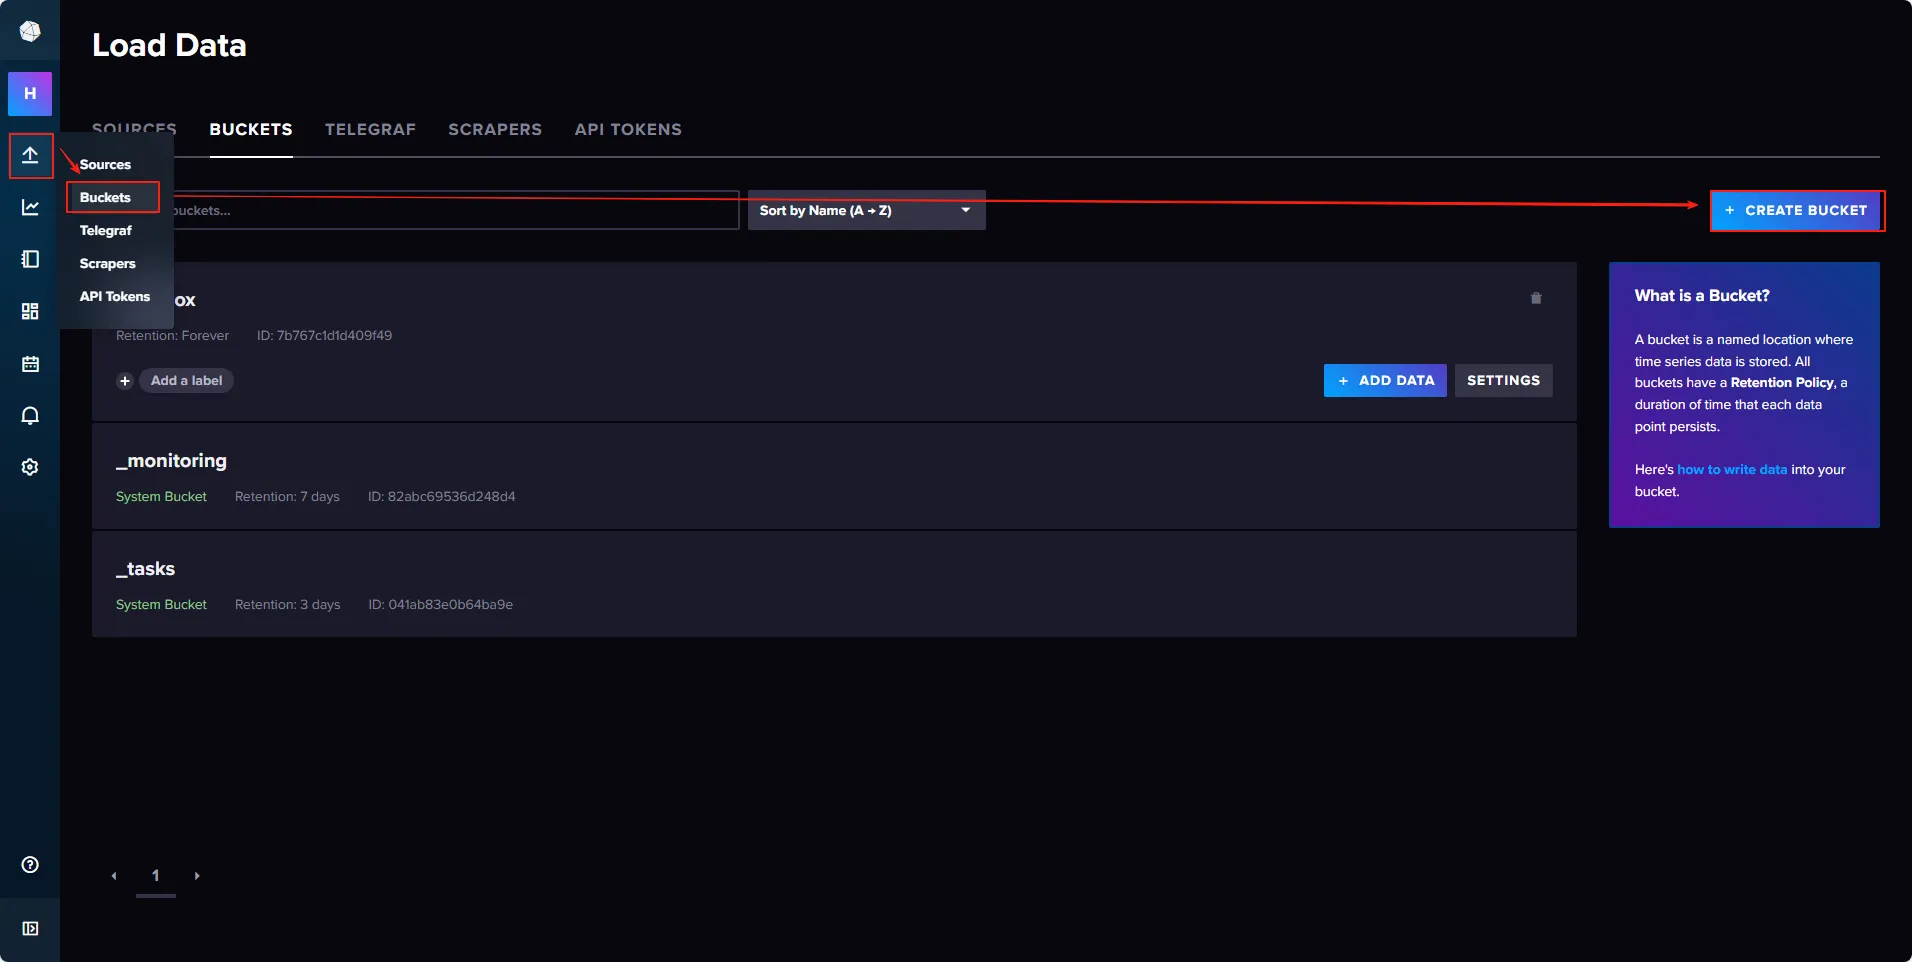 Load Data
H
SOURCES
BUCKETS
TELEGRAF
SCRAPERS
API TOKENS
Sources
Buckets
Telegraf
Scrapers
API Tokens
buckets...
Sort by Name (A → Z)
+ CREATE BUCKET
Retention: Forever
ID: 7b767c1d1d409f49
+ Add a label
+ ADD DATA
SETTINGS
_monitoring
System Bucket
Retention: 7 days
ID: 82abc69536d248d4
_tasks
System Bucket
Retention: 3 days
ID: 041ab83e0b64ba9e
What is a Bucket?
A bucket is a named location where
time series data is stored. All
buckets have a Retention Policy, a
duration of time that each data
point persists.
Here's how to write data into your
bucket.
1